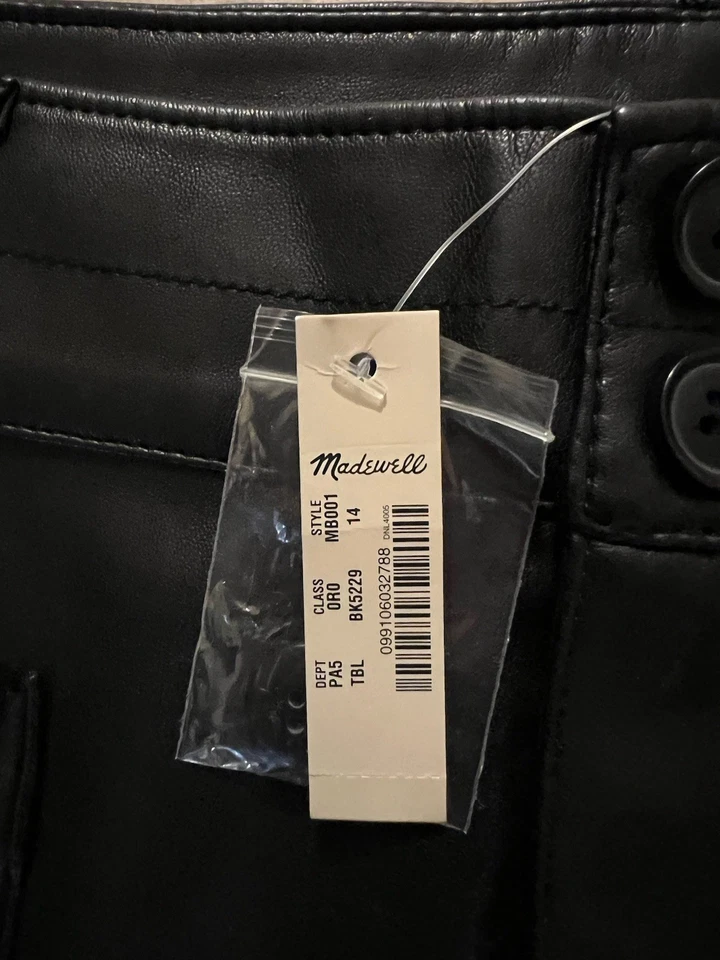 Madewell
STYLE
MB001
14
CLASS
ORO
BK5229
DEPT
PA5
TBL
099106032788
DNL4005